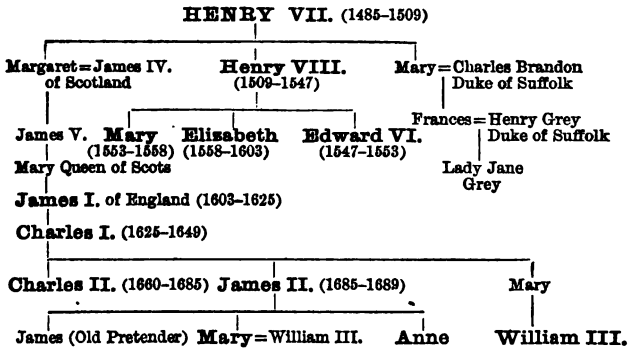 HENRY VII. (1485-1509)
Margaret=James IV. of Scotland
Henry VIII. (1509-1547)
Mary=Charles Brandon Duke of Suffolk
Frances=Henry Grey Duke of Suffolk
James V. Mary Elisabeth Edward VI.
(1553-1558) (1558-1603) (1547-1553)
Lady Jane Grey
Mary Queen of Scots
James I. of England (1603-1625)
Charles I. (1625-1649)
Charles II. (1660-1685) James II. (1685-1689) Mary
James (Old Pretender) Mary=William III. Anne William III.